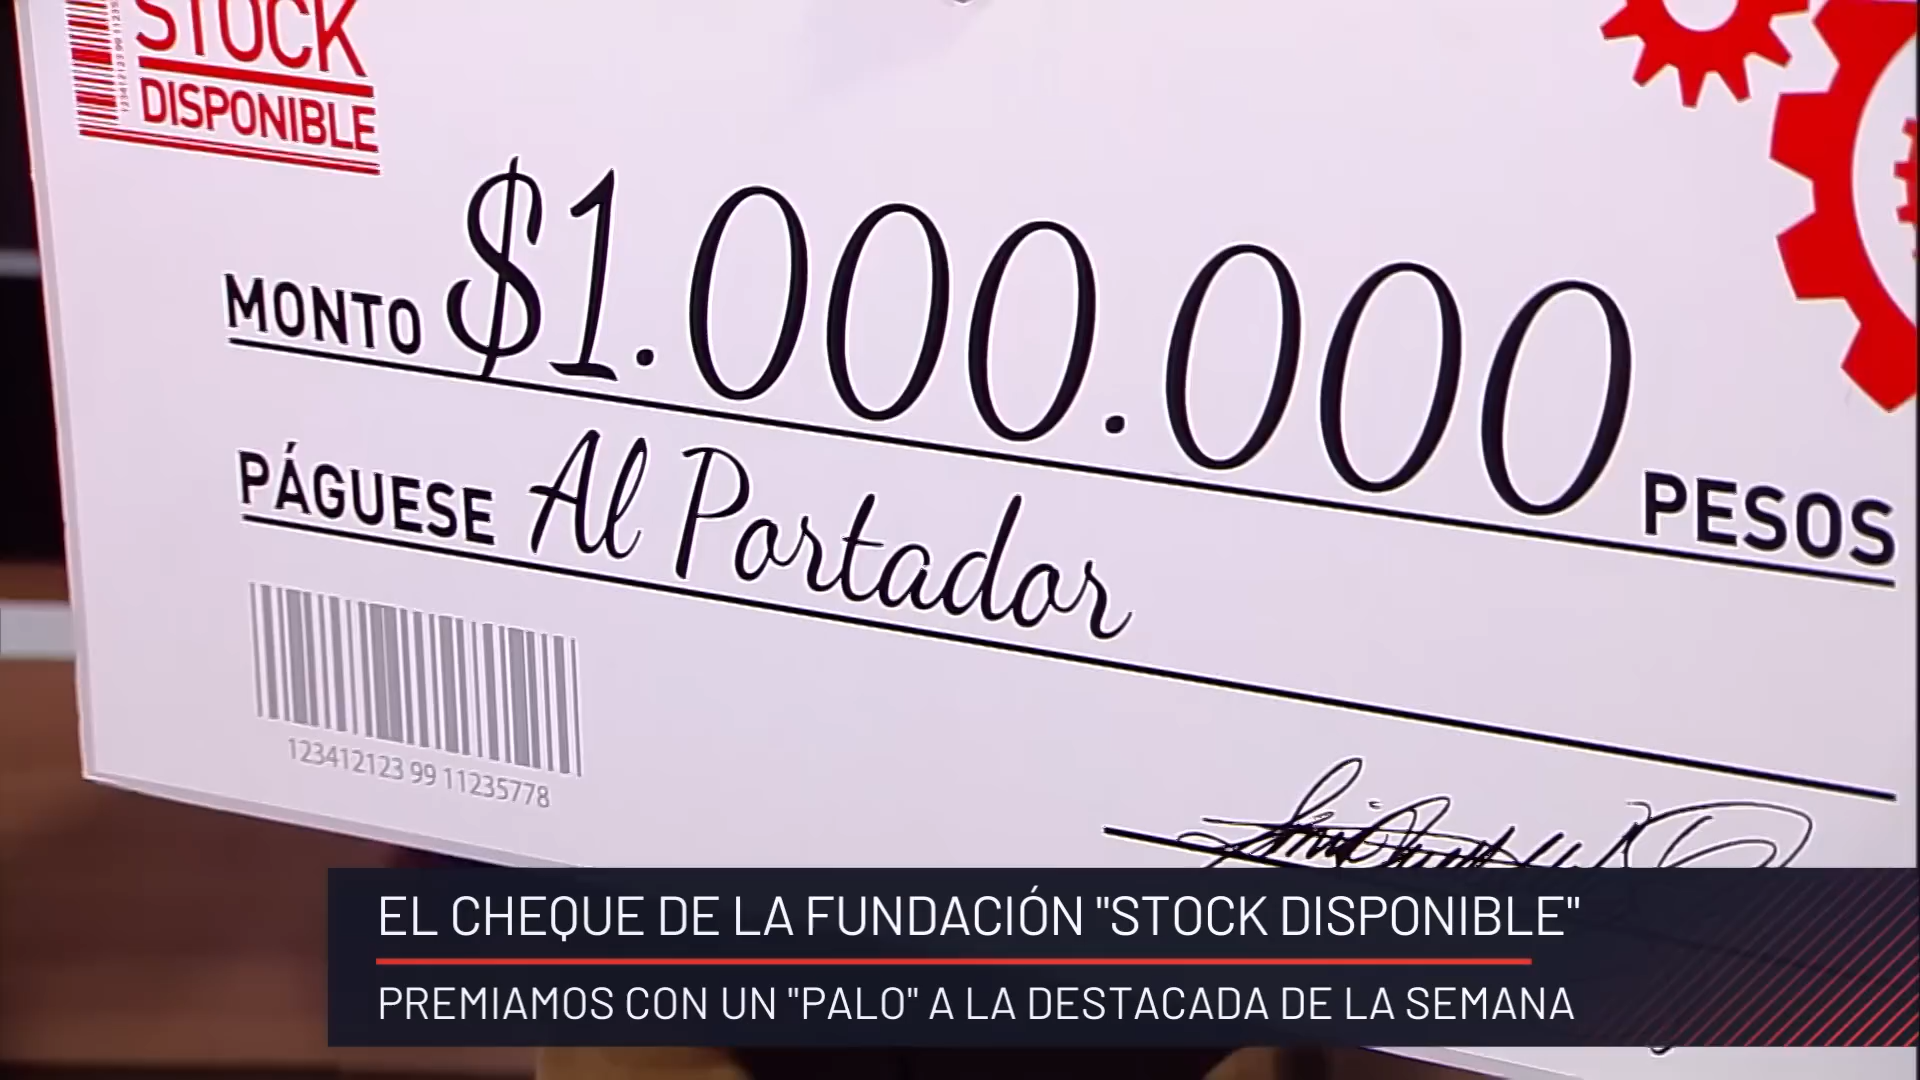 STOCK
DISPONIBLE
MONTO $1.000.000 PESOS
PÁGUESE Al Portador
123412123 99 11235778
EL CHEQUE DE LA FUNDACIÓN "STOCK DISPONIBLE"
PREMIAMOS CON UN "PALO" A LA DESTACADA DE LA SEMANA